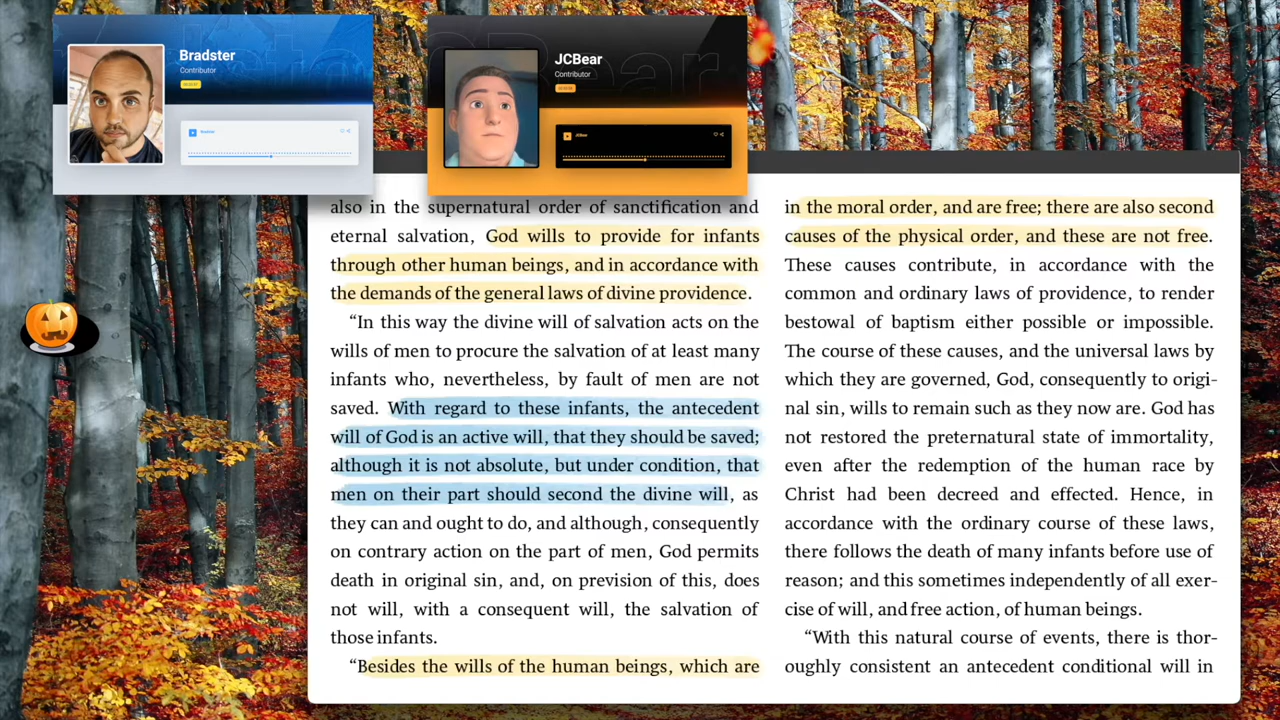 Bradster
Contributor
Bradster
JCBear
Contributor
JCBear
also in the supernatural order of sanctification and
eternal salvation, God wills to provide for infants
through other human beings, and in accordance with
the demands of the general laws of divine providence.
“In this way the divine will of salvation acts on the
wills of men to procure the salvation of at least many
infants who, nevertheless, by fault of men are not
saved. With regard to these infants, the antecedent
will of God is an active will, that they should be saved;
although it is not absolute, but under condition, that
men on their part should second the divine will, as
they can and ought to do, and although, consequently
on contrary action on the part of men, God permits
death in original sin, and, on prevision of this, does
not will, with a consequent will, the salvation of
those infants.
“Besides the wills of the human beings, which are
in the moral order, and are free; there are also second
causes of the physical order, and these are not free.
These causes contribute, in accordance with the
common and ordinary laws of providence, to render
bestowal of baptism either possible or impossible.
The course of these causes, and the universal laws by
which they are governed, God, consequently to origi-
nal sin, wills to remain such as they now are. God has
not restored the preternatural state of immortality,
even after the redemption of the human race by
Christ had been decreed and effected. Hence, in
accordance with the ordinary course of these laws,
there follows the death of many infants before use of
reason; and this sometimes independently of all exer-
cise of will, and free action, of human beings.
“With this natural course of events, there is thor-
oughly consistent an antecedent conditional will in